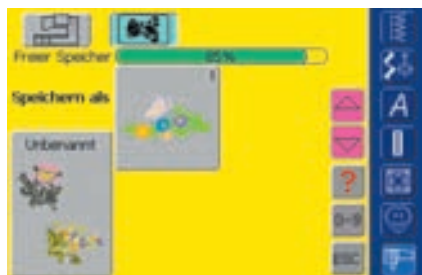 Freier Speicher 85%
1
Speichern als
Unbenannt
A
?
0-9
ESC